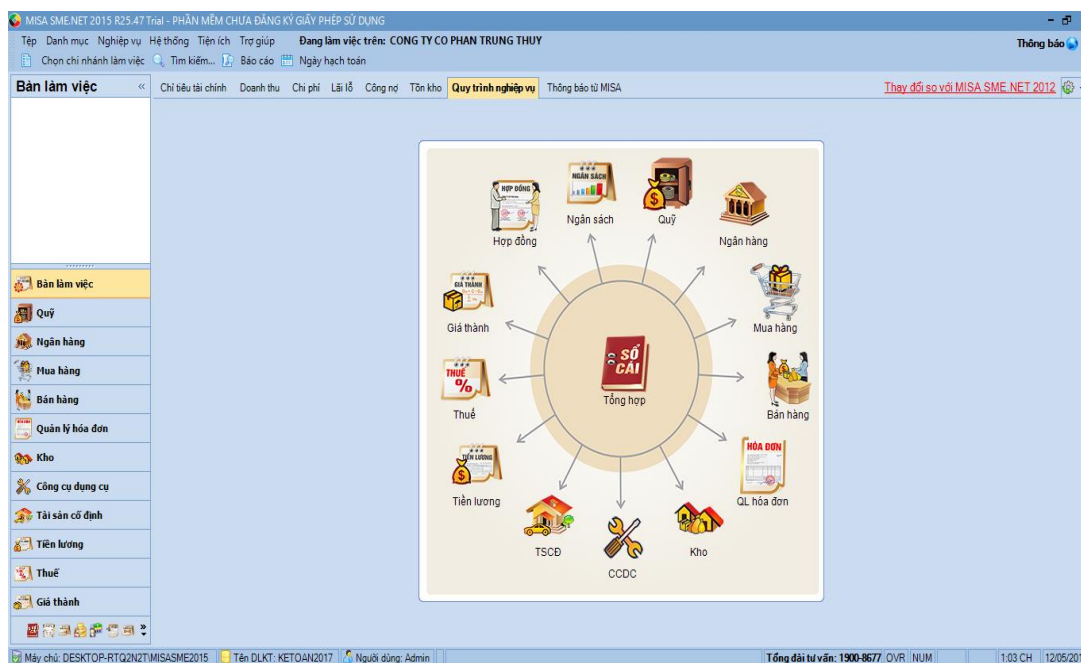 MISA SME.NET 2015 R25.47 Trial - PHẦN MỀM CHƯA ĐĂNG KÝ GIẤY PHÉP SỬ DỤNG
Tệp Danh mục Nghiệp vụ Hệ thống Tiện ích Trợ giúp Đang làm việc trên: CONG TY CO PHAN TRUNG THUY
Thông báo
Chọn chi nhánh làm việc Tìm kiếm... Báo cáo Ngày hạch toán
Bàn làm việc «
Chỉ tiêu tài chính Doanh thu Chi phí Lãi lỗ Công nợ Tồn kho Quy trình nghiệp vụ Thông báo từ MISA
Thay đổi so với MISA SME.NET 2012
Bàn làm việc
Quỹ
Ngân hàng
Mua hàng
Bán hàng
Quản lý hóa đơn
Kho
Công cụ dụng cụ
Tài sản cố định
Tiền lương
Thuế
Giá thành
HỢP ĐỒNG
Hợp đồng
NGÂN SÁCH
Ngân sách
Quỹ
Ngân hàng
GIÁ THÀNH
Giá thành
Mua hàng
SỔ CÁI
Tổng hợp
THUẾ %
Thuế
Bán hàng
TIỀN LƯƠNG
Tiền lương
HÓA ĐƠN
QL hóa đơn
TSCĐ
CCDC
Kho
Máy chủ: DESKTOP-RTQ2N2T\MISASME2015 Tên DLKT: KETOAN2017 Người dùng: Admin
Tổng đài tư vấn: 1900-8677 OVR NUM 1:03 CH 12/05/201